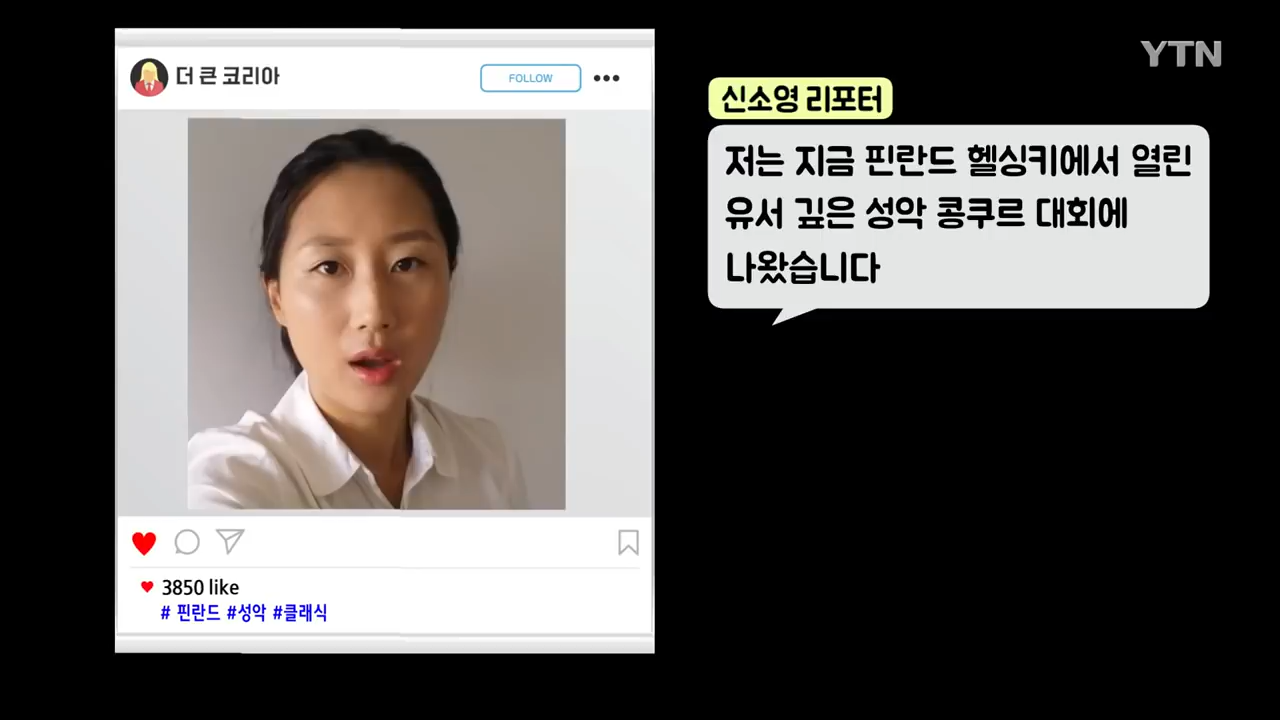 YTN
더 큰 코리아
FOLLOW
신소영 리포터
저는 지금 핀란드 헬싱키에서 열린
유서 깊은 성악 콩쿠르 대회에
나왔습니다
3850 like
# 핀란드 #성악 #클래식